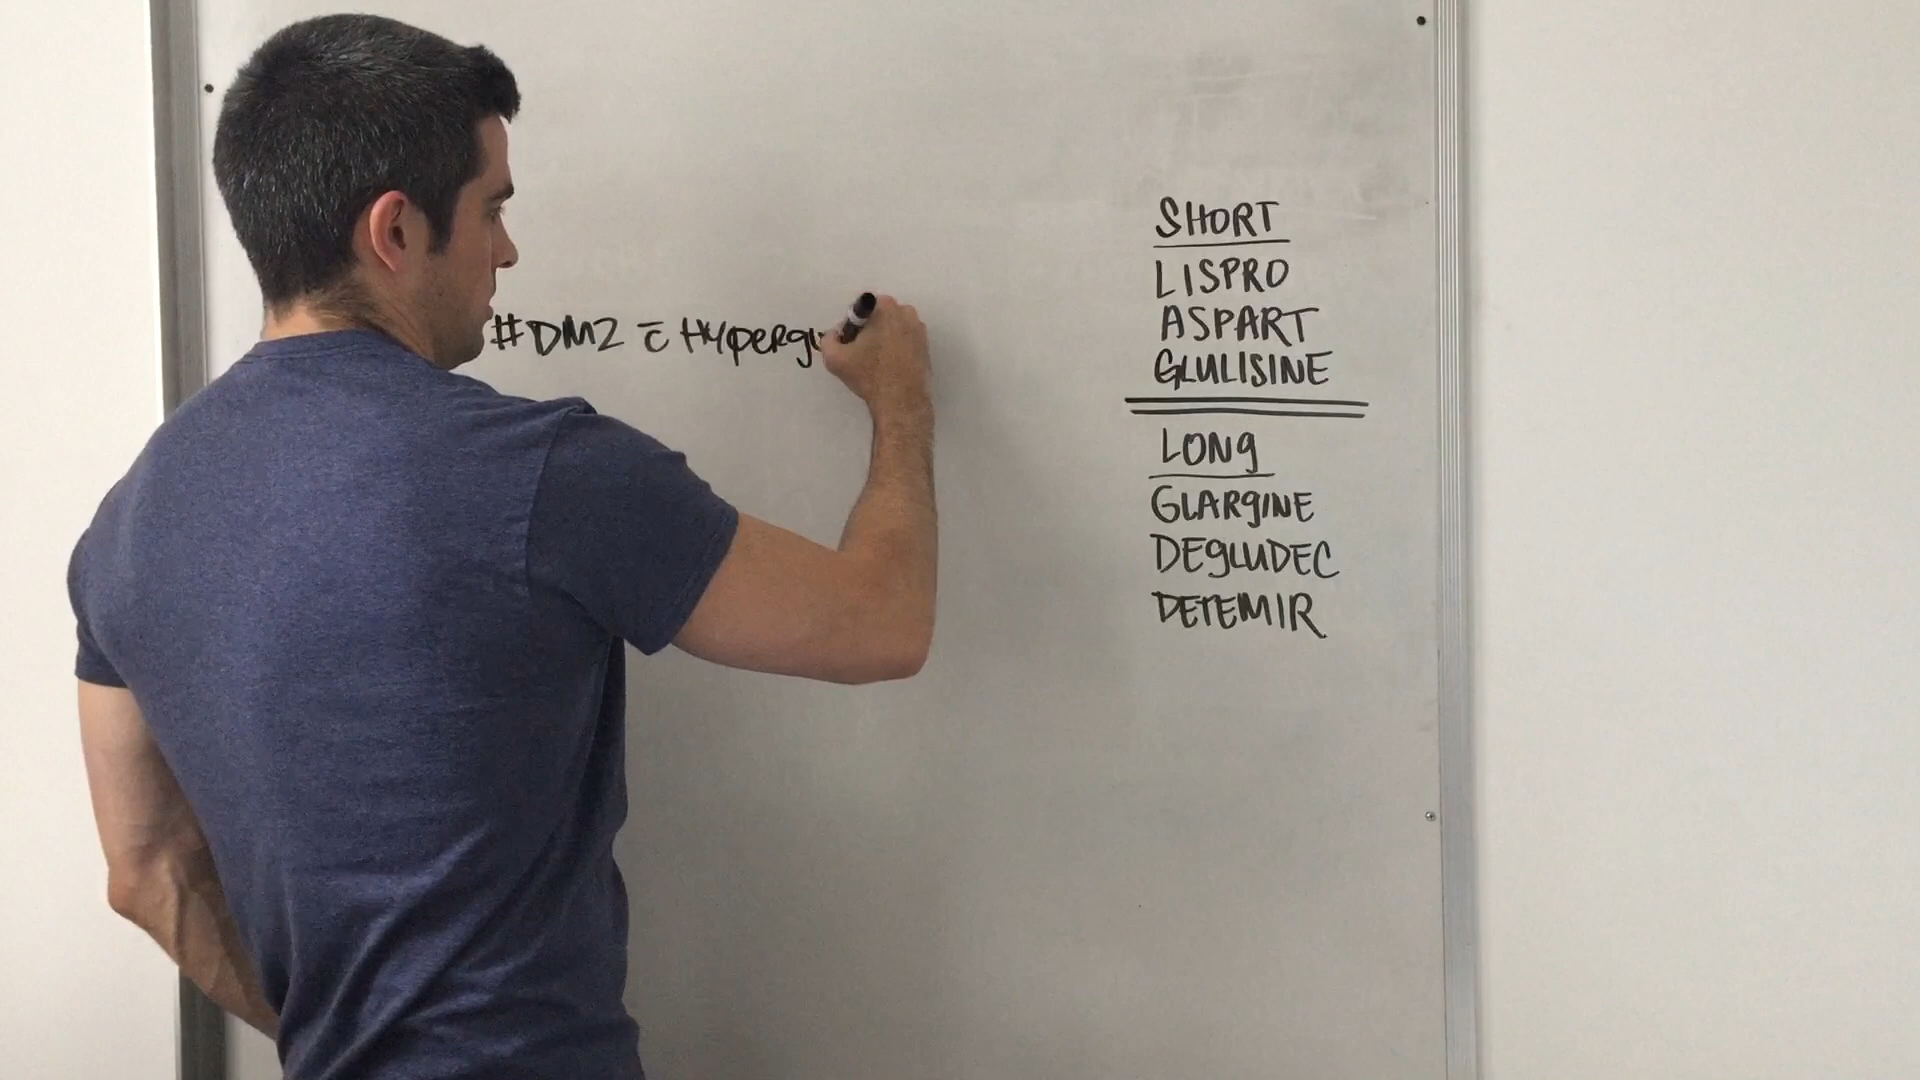 #DM2 c̄ Hypergl
SHORT
LISPRO
ASPART
GLULISINE
LONG
GLARGINE
DEGLUDEC
DETEMIR